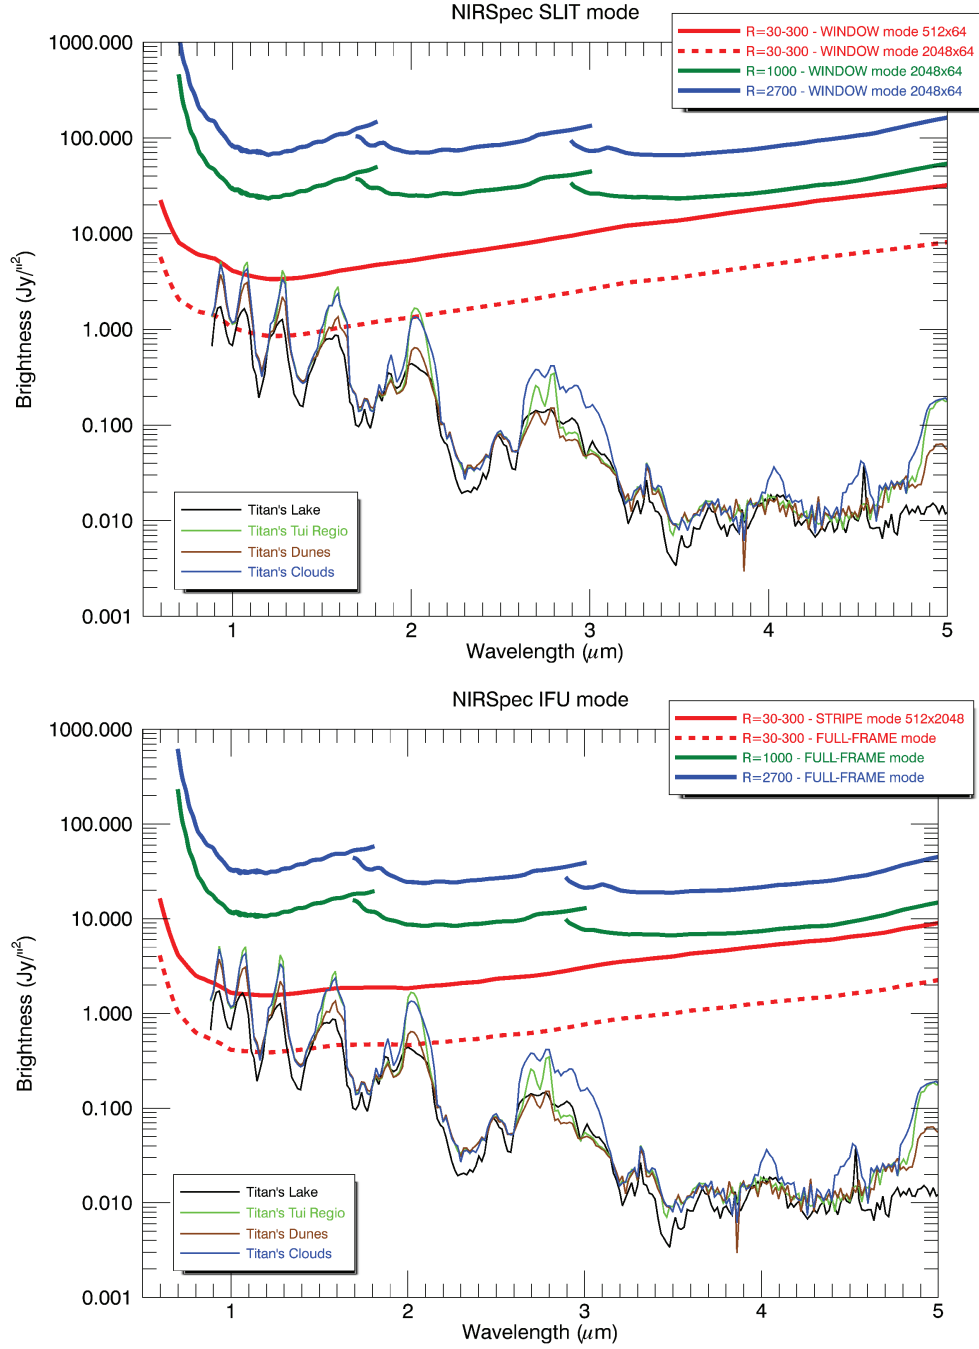 NIRSpec SLIT mode
R=30-300 - WINDOW mode 512x64
R=30-300 - WINDOW mode 2048x64
R=1000 - WINDOW mode 2048x64
R=2700 - WINDOW mode 2048x64
1000.000
100.000
10.000
1.000
0.100
0.010
0.001
Brightness (Jy/"²)
Titan's Lake
Titan's Tui Regio
Titan's Dunes
Titan's Clouds
1 2 3 4 5
Wavelength (μm)
NIRSpec IFU mode
R=30-300 - STRIPE mode 512x2048
R=30-300 - FULL-FRAME mode
R=1000 - FULL-FRAME mode
R=2700 - FULL-FRAME mode
1000.000
100.000
10.000
1.000
0.100
0.010
0.001
Brightness (Jy/"²)
Titan's Lake
Titan's Tui Regio
Titan's Dunes
Titan's Clouds
1 2 3 4 5
Wavelength (μm)